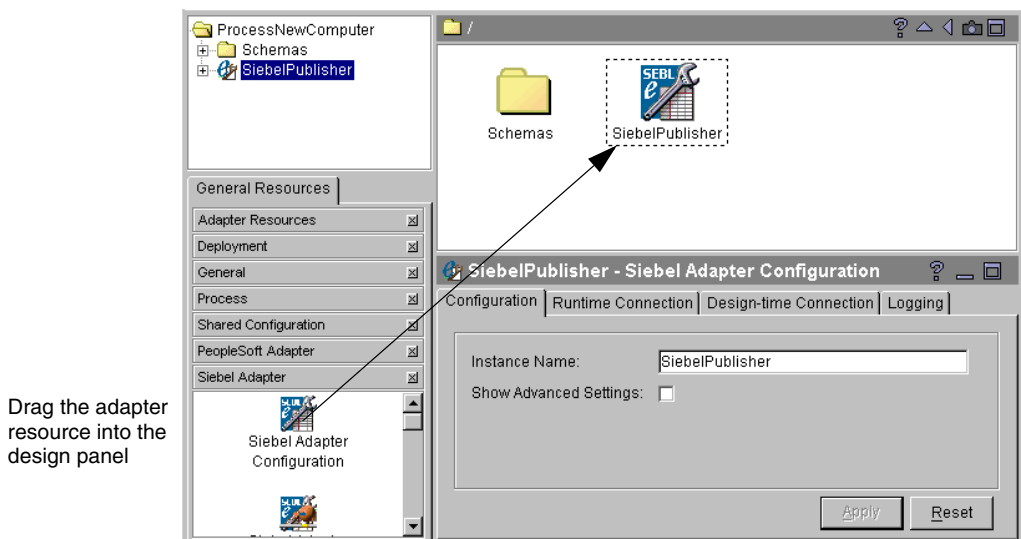 ProcessNewComputer
Schemas
SiebelPublisher
/
Schemas
SiebelPublisher
General Resources
Adapter Resources
Deployment
General
Process
Shared Configuration
PeopleSoft Adapter
Siebel Adapter
Siebel Adapter
Configuration
SiebelPublisher - Siebel Adapter Configuration
Configuration
Runtime Connection
Design-time Connection
Logging
Instance Name:
SiebelPublisher
Show Advanced Settings:
Apply
Reset
Drag the adapter
resource into the
design panel
SEBL
e